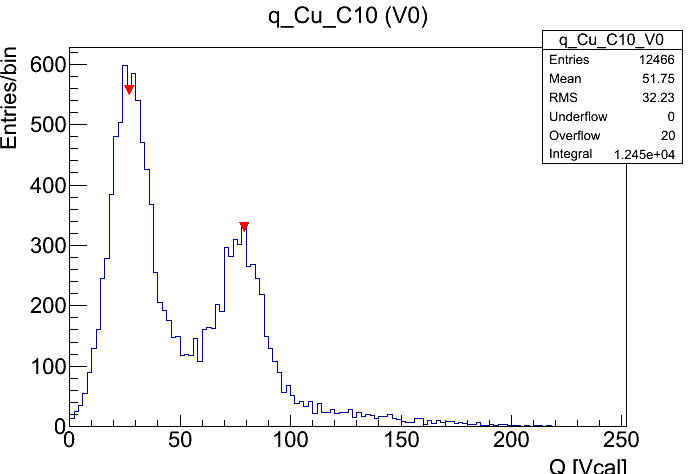 q_Cu_C10 (V0)
q_Cu_C10_V0
Entries 12466
Mean 51.75
RMS 32.23
Underflow 0
Overflow 20
Integral 1.245e+04
Entries/bin
600
500
400
300
200
100
0
0 50 100 150 200 250
Q [Vcal]